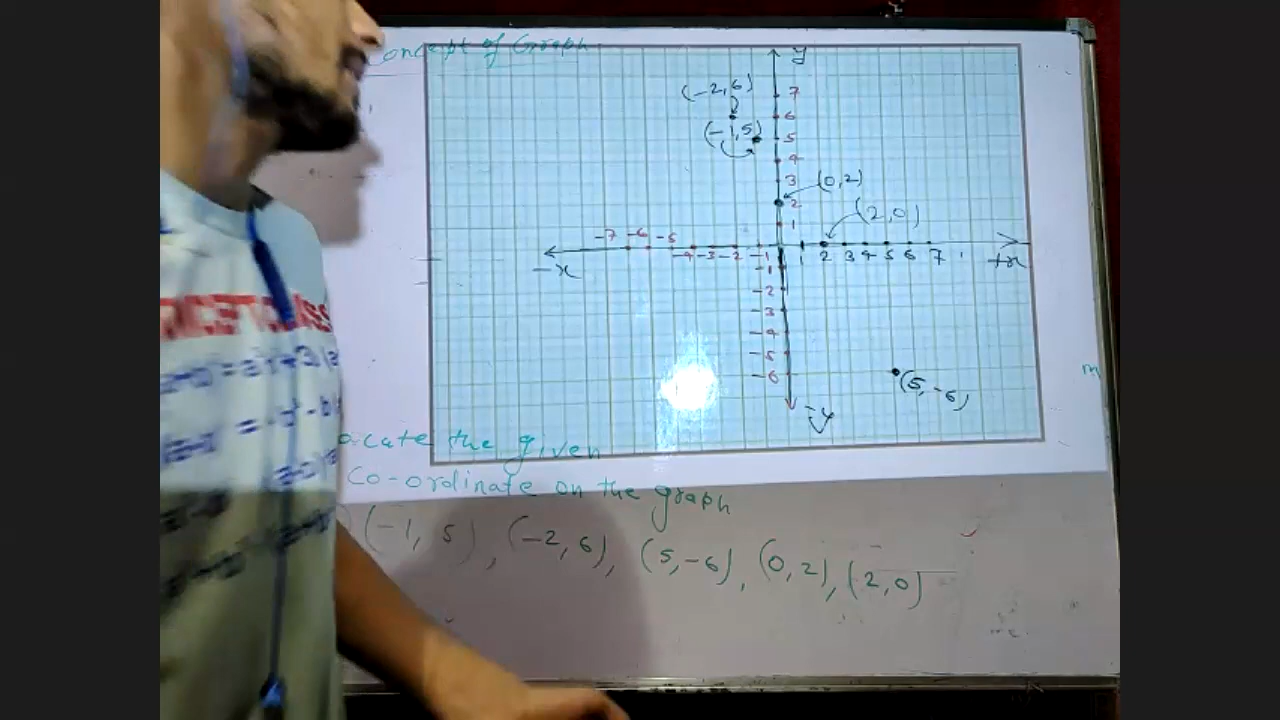 oncept of Graph
y
7
(-2,6)
6
(-1,5)
5
4
3
(0,2)
2
(2,0)
1
-7 -6 -5 -4 -3 -2 -1 1 2 3 4 5 6 7
-x +x
-1
-2
-3
-4
-5
-6
(5,-6)
-y
ocate the given
Co-ordinate on the graph
(-1, 5), (-2, 6), (5, -6), (0, 2), (2, 0)